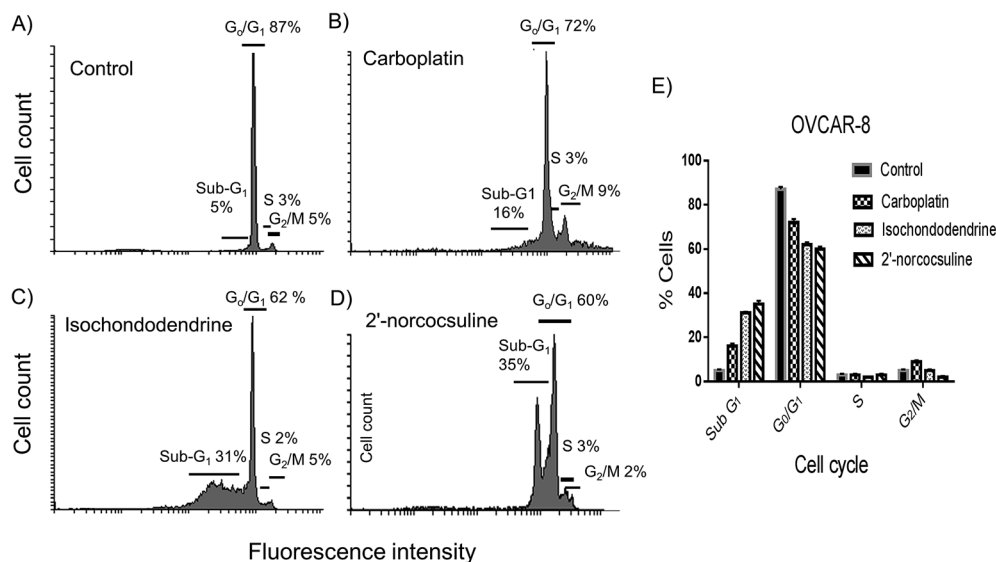 A)
G₀/G₁ 87%
Control
Cell count
Sub-G₁
5%
S 3%
G₂/M 5%
B)
G₀/G₁ 72%
Carboplatin
S 3%
Sub-G1
16%
G₂/M 9%
C)
G₀/G₁ 62 %
Isochondodendrine
Cell count
Sub-G₁ 31%
S 2%
G₂/M 5%
D)
G₀/G₁ 60%
2'-norcocsuline
Sub-G₁
35%
Cell count
S 3%
G₂/M 2%
Fluorescence intensity
E)
OVCAR-8
Control
Carboplatin
Isochondodendrine
2'-norcocsuline
% Cells
100
80
60
40
20
0
Sub G₁
G₀/G₁
S
G₂/M
Cell cycle